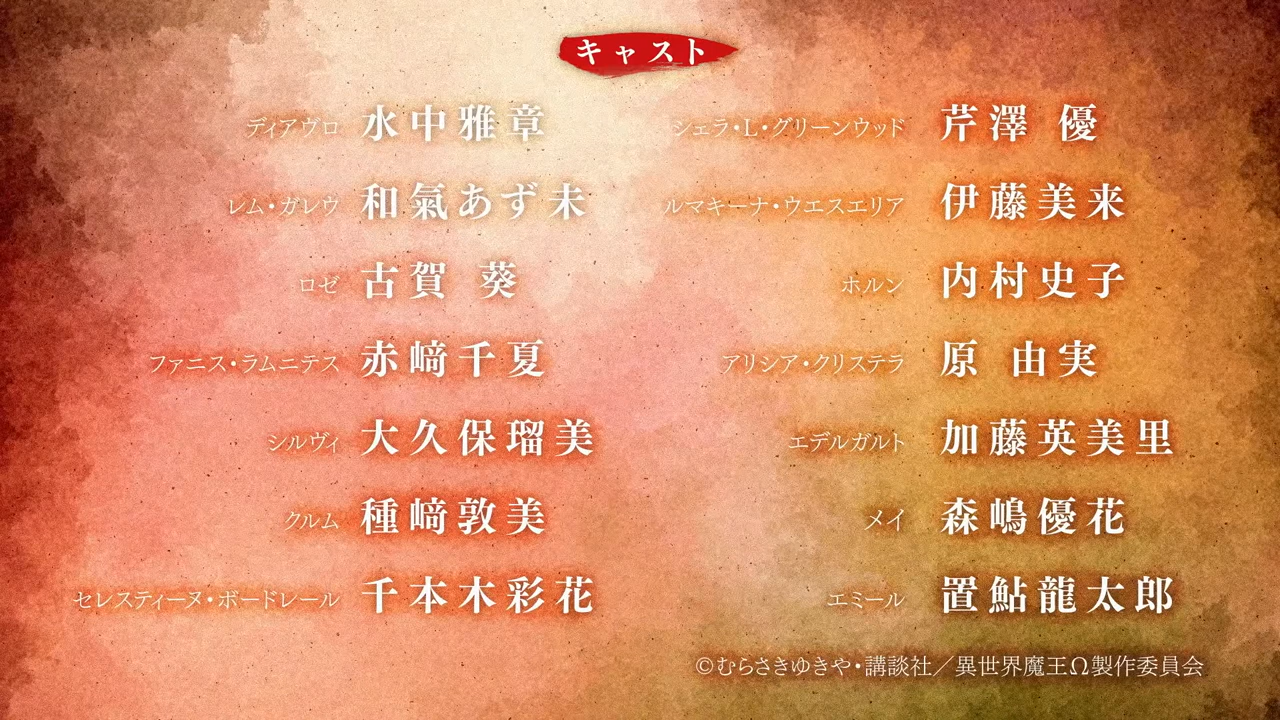 キャスト
ディアヴロ 水中雅章
シェラ・L・グリーンウッド 芹澤 優
レム・ガレウ 和氣あず未
ルマキーナ・ウエスエリア 伊藤美来
ロゼ 古賀 葵
ホルン 内村史子
ファニス・ラムニテス 赤﨑千夏
アリシア・クリステラ 原 由実
シルヴィ 大久保瑠美
エデルガルト 加藤英美里
クルム 種﨑敦美
メイ 森嶋優花
セレスティーヌ・ボードレール 千本木彩花
エミール 置鮎龍太郎
©むらさきゆきや・講談社／異世界魔王Ω製作委員会